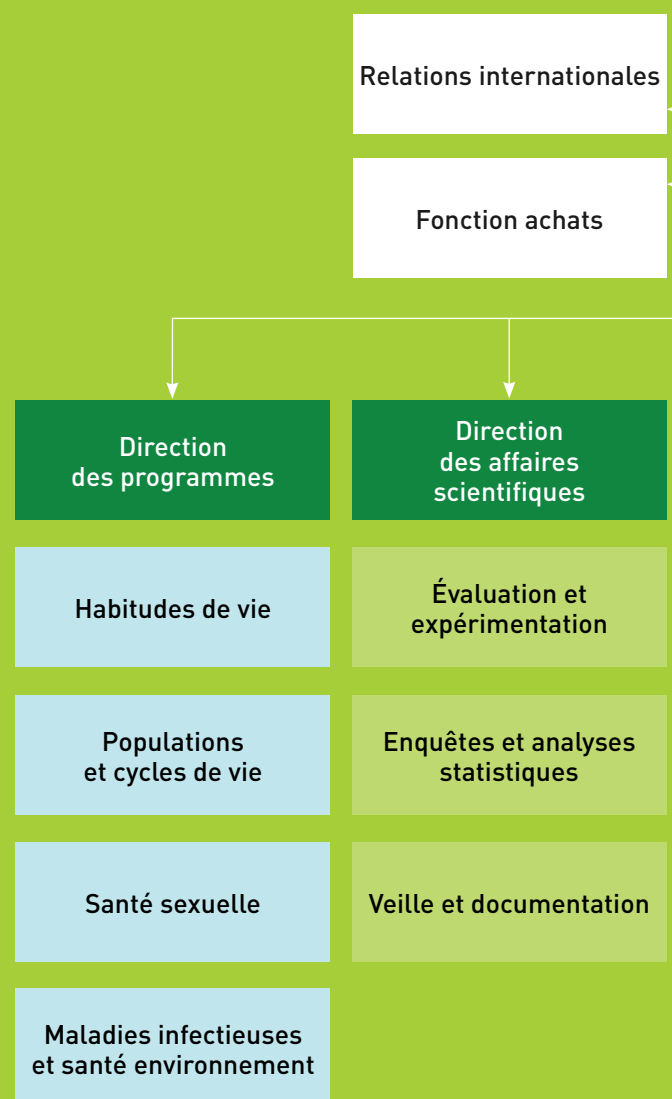 Relations internationales
Fonction achats
Direction
des programmes
Direction
des affaires
scientifiques
Habitudes de vie
Évaluation et
expérimentation
Populations
et cycles de vie
Enquêtes et analyses
statistiques
Santé sexuelle
Veille et documentation
Maladies infectieuses
et santé environnement